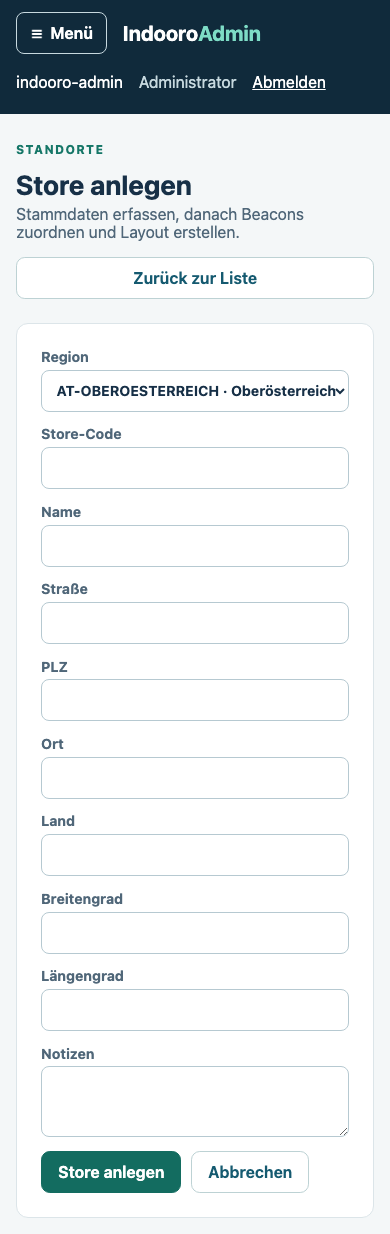 ≡ Menü IndooroAdmin
indooro-admin Administrator Abmelden
STANDORTE
Store anlegen
Stammdaten erfassen, danach Beacons
zuordnen und Layout erstellen.
Zurück zur Liste
Region
AT-OBEROESTERREICH · Oberösterreich
Store-Code
Name
Straße
PLZ
Ort
Land
Breitengrad
Längengrad
Notizen
Store anlegen Abbrechen